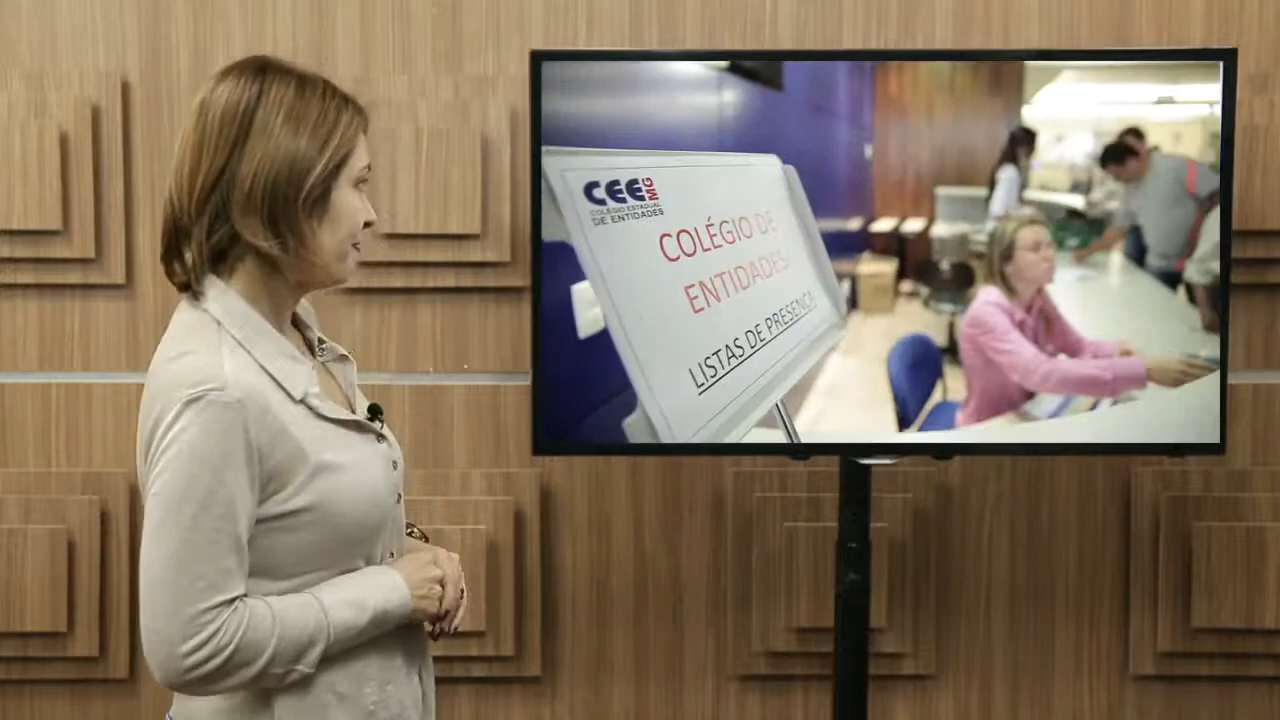 CEE MG
COLÉGIO ESTADUAL
DE ENTIDADES
COLÉGIO DE
ENTIDADES
LISTAS DE PRESENÇA